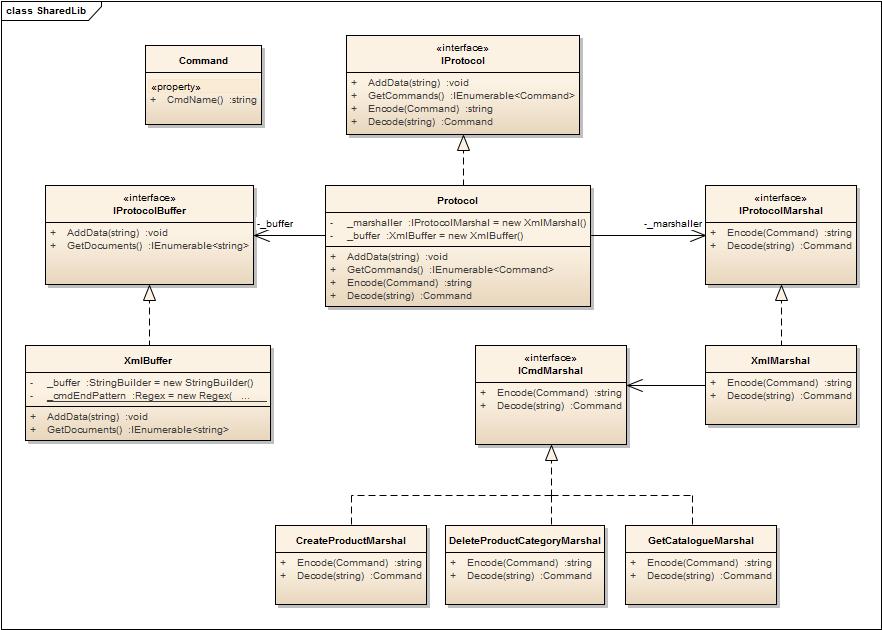 class SharedLib
Command
«property»
+ CmdName() :string
«interface»
IProtocol
+ AddData(string) :void
+ GetCommands() :IEnumerable<Command>
+ Encode(Command) :string
+ Decode(string) :Command
«interface»
IProtocolBuffer
+ AddData(string) :void
+ GetDocuments() :IEnumerable<string>
-_buffer
Protocol
- _marshaller :IProtocolMarshal = new XmlMarshal()
- _buffer :XmlBuffer = new XmlBuffer()
+ AddData(string) :void
+ GetCommands() :IEnumerable<Command>
+ Encode(Command) :string
+ Decode(string) :Command
-_marshaller
«interface»
IProtocolMarshal
+ Encode(Command) :string
+ Decode(string) :Command
XmlBuffer
- _buffer :StringBuilder = new StringBuilder()
- _cmdEndPattern :Regex = new Regex( ...
+ AddData(string) :void
+ GetDocuments() :IEnumerable<string>
«interface»
ICmdMarshal
+ Encode(Command) :string
+ Decode(string) :Command
XmlMarshal
+ Encode(Command) :string
+ Decode(string) :Command
CreateProductMarshal
+ Encode(Command) :string
+ Decode(string) :Command
DeleteProductCategoryMarshal
+ Encode(Command) :string
+ Decode(string) :Command
GetCatalogueMarshal
+ Encode(Command) :string
+ Decode(string) :Command